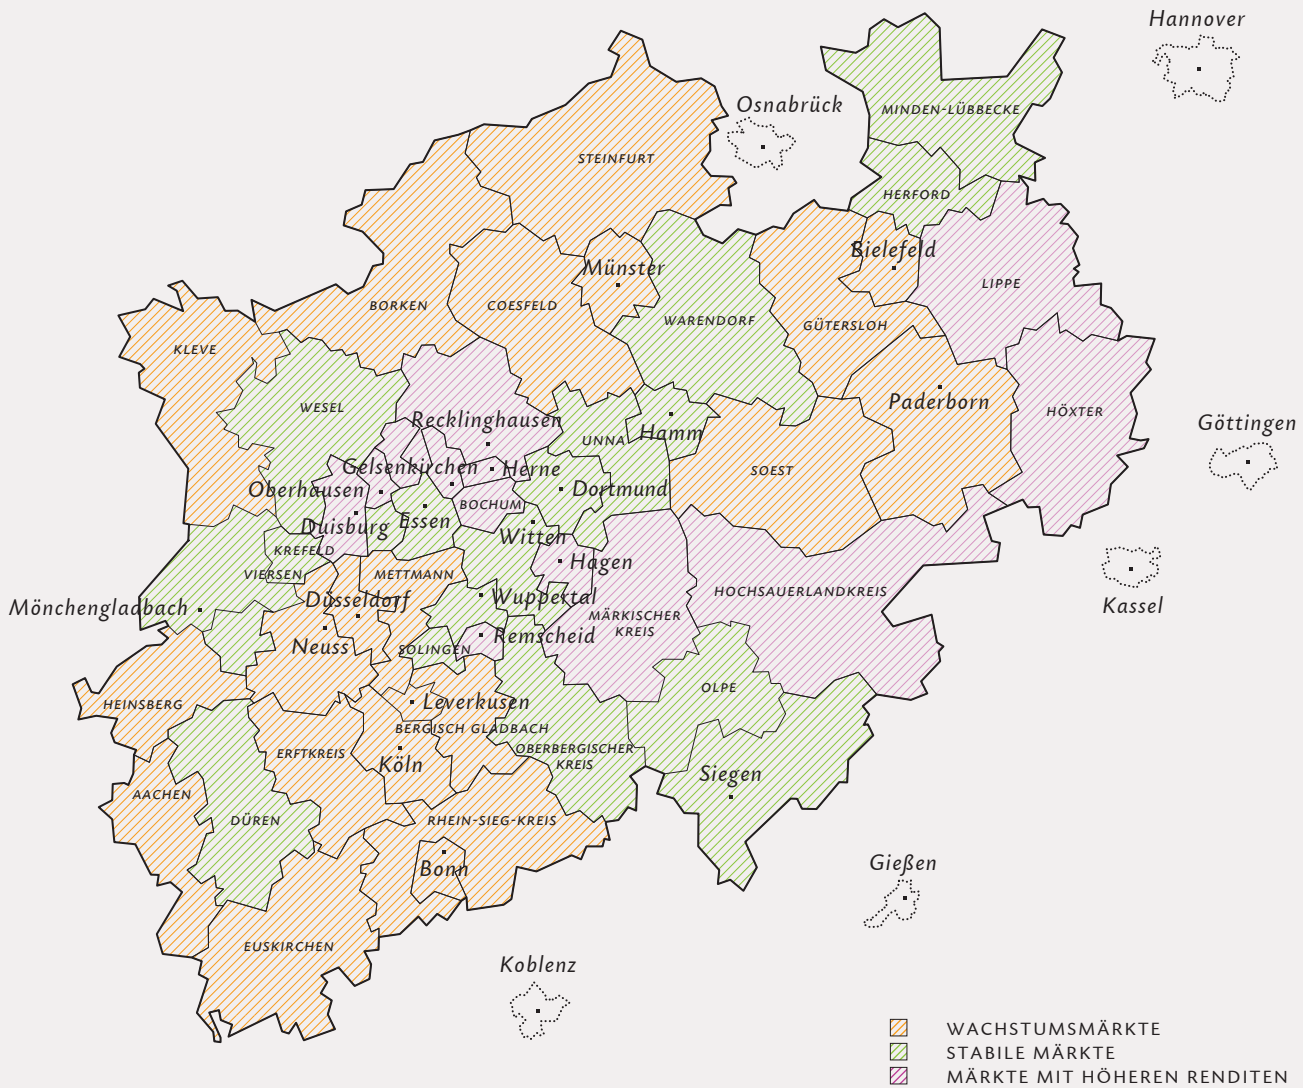 Hannover
Osnabrück
MINDEN-LÜBBECKE
STEINFURT
HERFORD
Bielefeld
Münster
LIPPE
BORKEN
COESFELD
WARENDORF
GÜTERSLOH
KLEVE
WESEL
Paderborn
HÖXTER
Recklinghausen
Göttingen
UNNA
Hamm
Gelsenkirchen
Herne
SOEST
Oberhausen
Dortmund
BOCHUM
Duisburg
Essen
Witten
KREFELD
Hagen
VIERSEN
METTMANN
HOCHSAUERLANDKREIS
Kassel
Mönchengladbach
Düsseldorf
Wuppertal
MÄRKISCHER
KREIS
Neuss
SOLINGEN
Remscheid
OLPE
HEINSBERG
Leverkusen
BERGISCH GLADBACH
ERFTKREIS
Köln
OBERBERGISCHER
KREIS
Siegen
AACHEN
DÜREN
RHEIN-SIEG-KREIS
Bonn
Gießen
EUSKIRCHEN
Koblenz
WACHSTUMSMÄRKTE
STABILE MÄRKTE
MÄRKTE MIT HÖHEREN RENDITEN